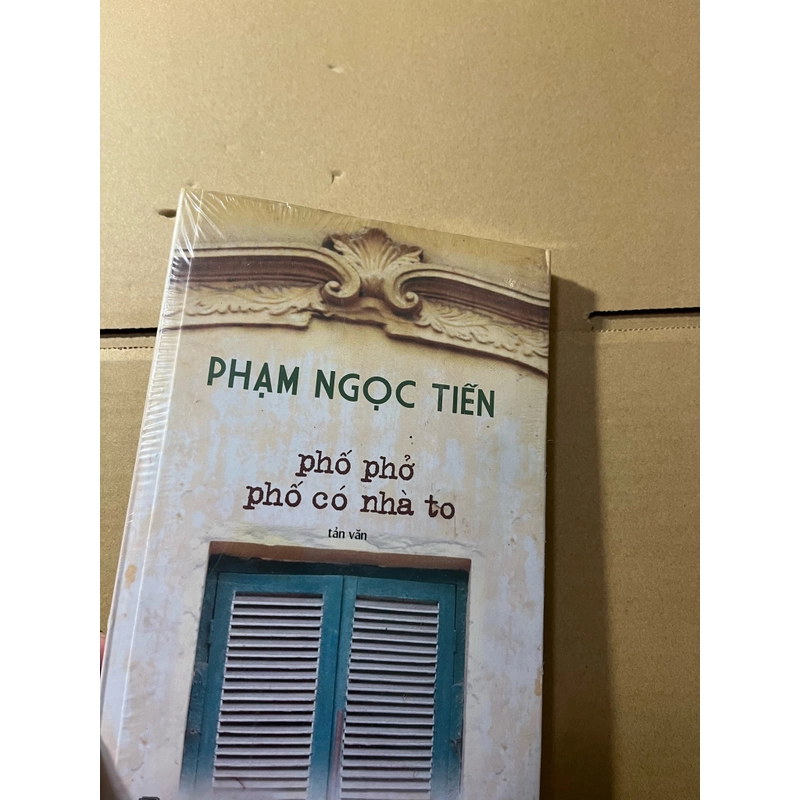 PHẠM NGỌC TIẾN
phố phở
phố có nhà to
tản văn